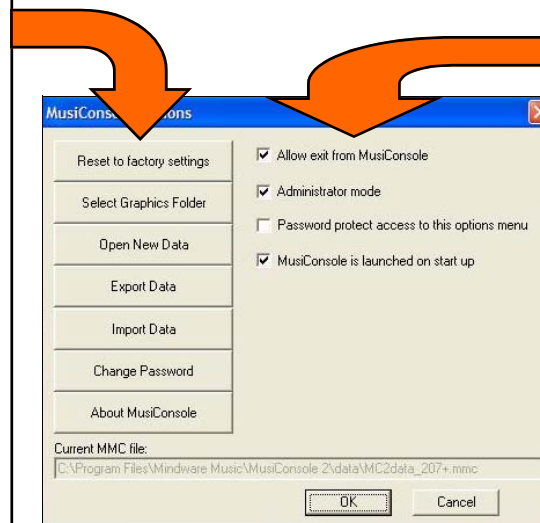 MusiCons ons
Reset to factory settings
Select Graphics Folder
Open New Data
Export Data
Import Data
Change Password
About MusiConsole
Allow exit from MusiConsole
Administrator mode
Password protect access to this options menu
MusiConsole is launched on start up
Current MMC file:
C:\Program Files\Mindware Music\MusiConsole 2\data\MC2data_207+.mmc
OK
Cancel